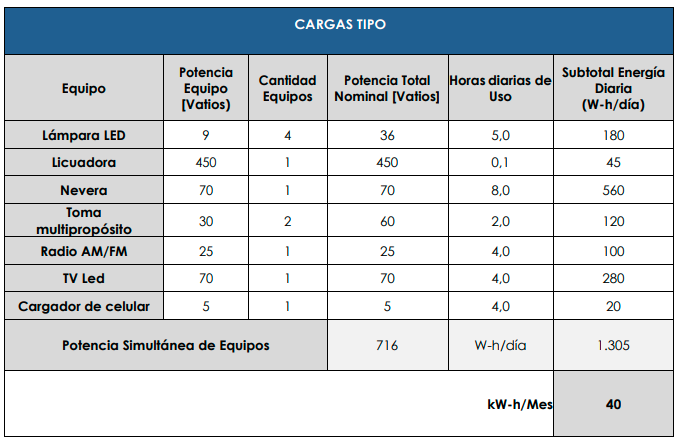 CARGAS TIPO
Equipo Potencia Equipo [Vatios) Cantidad Equipos Potencia Total Nominal [Vatios] Horas diarias de Uso Subtotal Energía Diaria (W-h/día)
Lámpara LED 9 4 36 5,0 180
Licuadora 450 1 450 0,1 45
Nevera 70 1 70 8,0 560
Toma multipropósito 30 2 60 2,0 120
Radio AM/FM 25 1 25 4,0 100
TV Led 70 1 70 4,0 280
Cargador de celular 5 1 5 4,0 20
Potencia Simultánea de Equipos 716 W-h/día 1.305
kW-h/Mes 40